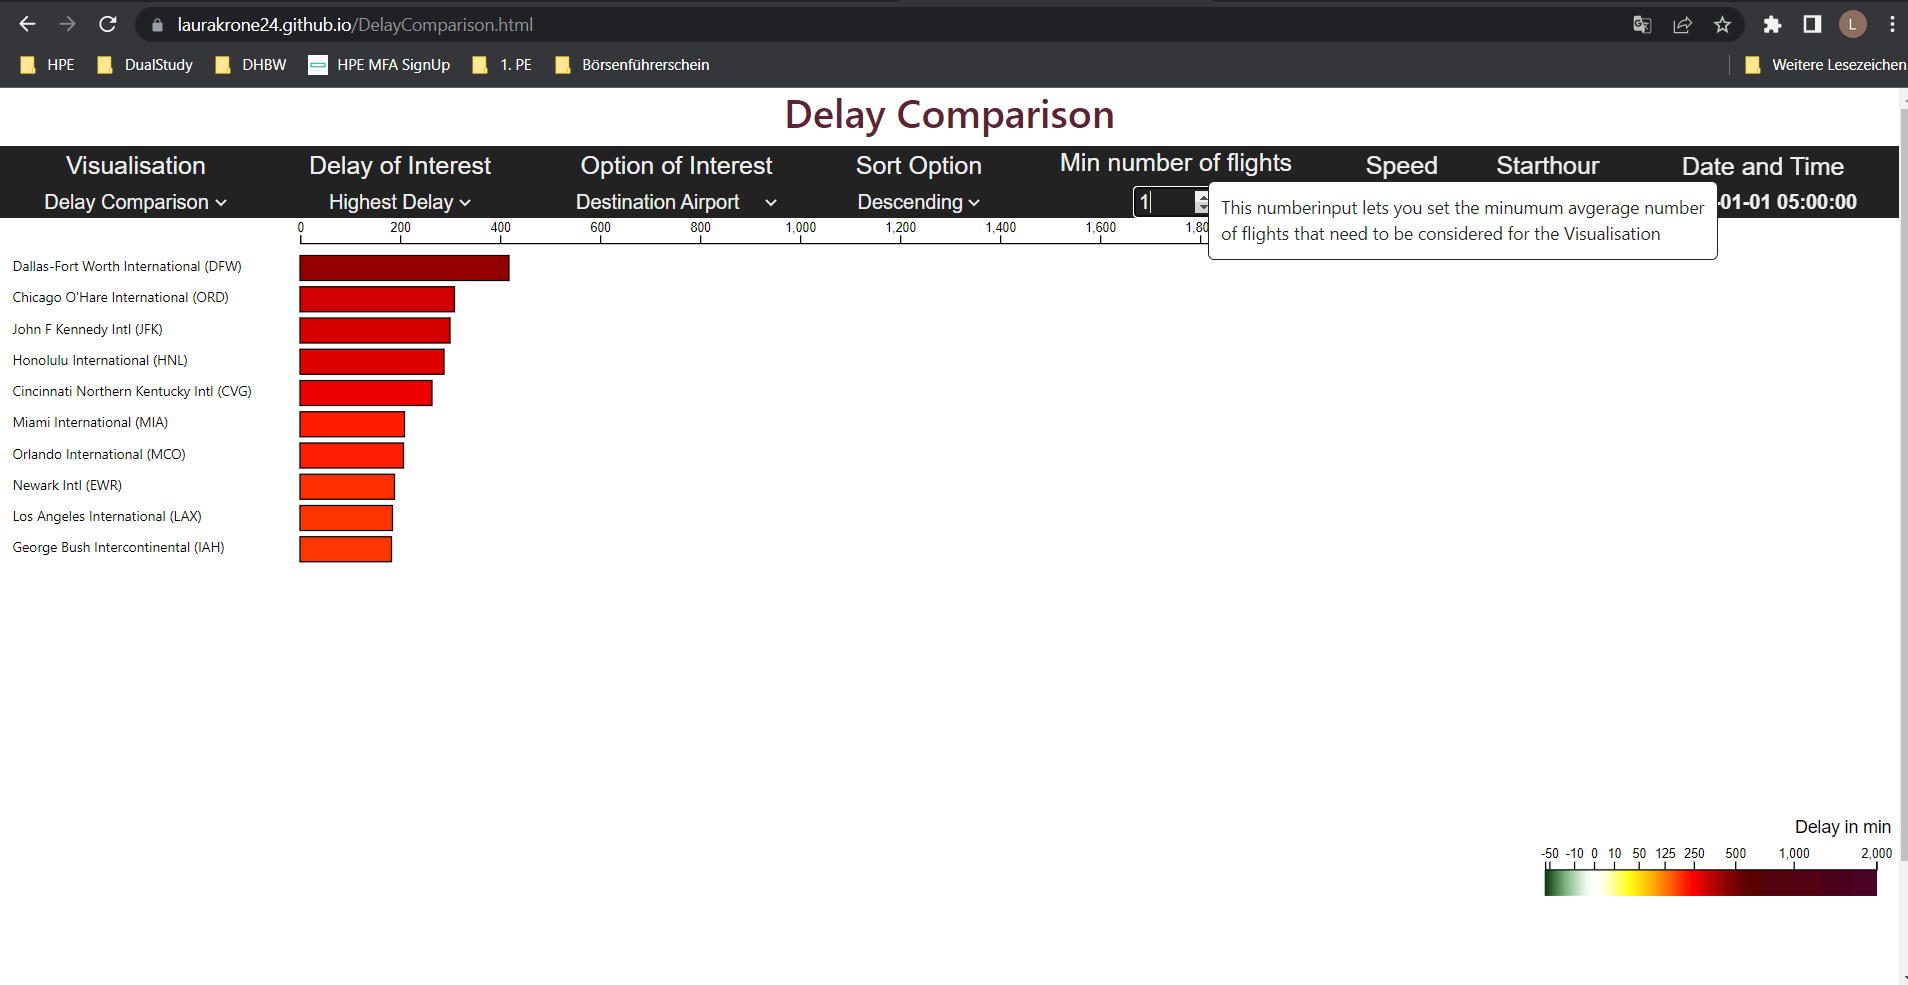 laurakrone24.github.io/DelayComparison.html
L
HPE DualStudy DHBW HPE MFA SignUp 1. PE Börsenführerschein Weitere Lesezeichen
Delay Comparison
Visualisation Delay of Interest Option of Interest Sort Option Min number of flights Speed Starthour Date and Time
Delay Comparison Highest Delay Destination Airport Descending 1 -01-01 05:00:00
This numberinput lets you set the minumum avgerage number
of flights that need to be considered for the Visualisation
0 200 400 600 800 1,000 1,200 1,400 1,600
Dallas-Fort Worth International (DFW)
Chicago O'Hare International (ORD)
John F Kennedy Intl (JFK)
Honolulu International (HNL)
Cincinnati Northern Kentucky Intl (CVG)
Miami International (MIA)
Orlando International (MCO)
Newark Intl (EWR)
Los Angeles International (LAX)
George Bush Intercontinental (IAH)
Delay in min
-50 -10 0 10 50 125 250 500 1,000 2,000